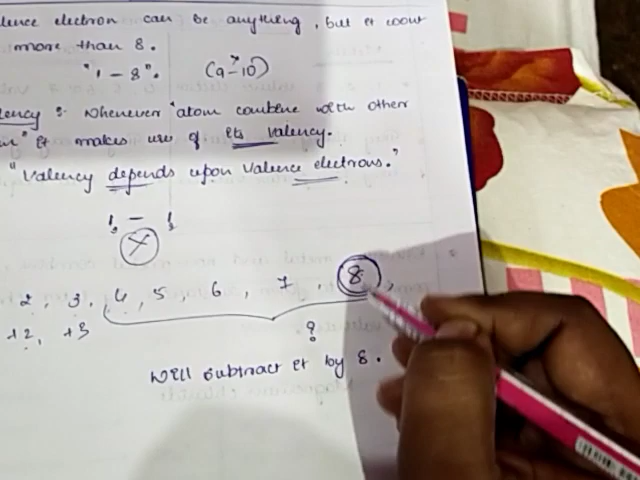 lence electron can be anything, but it wont
more than 8.
"1 - 8". (9-10)
lency :- Whenever "atom combine with other
" it makes use of its valency.
"Valency depends upon valence electrons."
1 - 1
2, 3, 4, 5, 6, 7, 8,
+2, +3 ?
Will subtract it by 8.